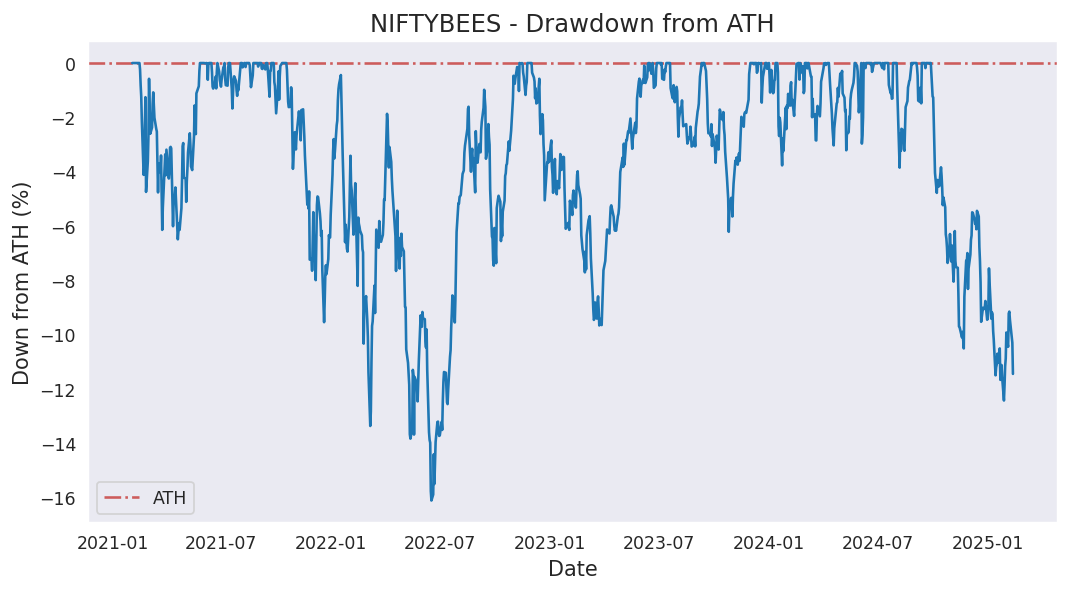 NIFTYBEES - Drawdown from ATH
Down from ATH (%)
0
−2
−4
−6
−8
−10
−12
−14
−16
ATH
2021-01 2021-07 2022-01 2022-07 2023-01 2023-07 2024-01 2024-07 2025-01
Date